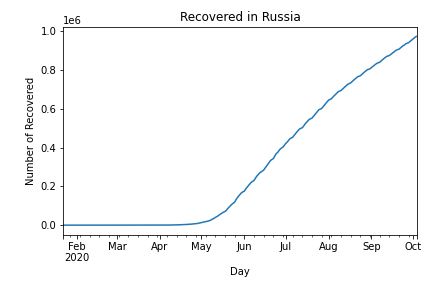 Recovered in Russia
1e6
1.0
0.8
0.6
0.4
0.2
0.0
Number of Recovered
Feb Mar Apr May Jun Jul Aug Sep Oct
2020
Day